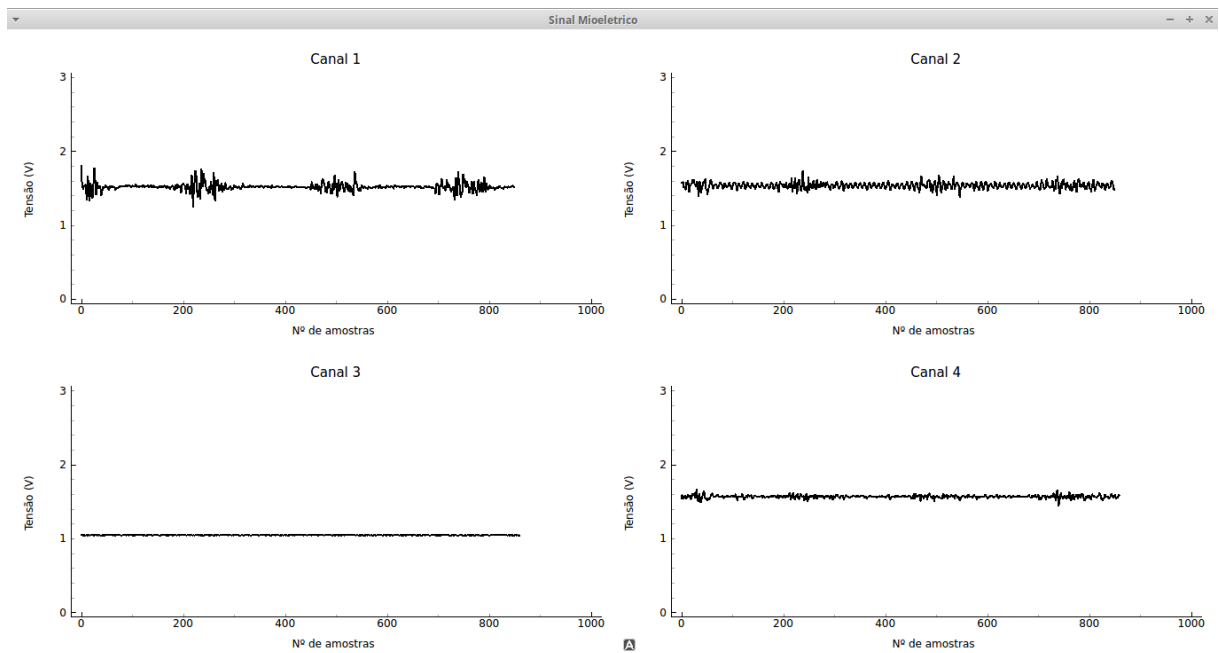 Sinal Mioeletrico
Canal 1
3
2
1
0
Tensão (V)
0 200 400 600 800 1000
Nº de amostras
Canal 2
3
2
1
0
Tensão (V)
0 200 400 600 800 1000
Nº de amostras
Canal 3
3
2
1
0
Tensão (V)
0 200 400 600 800 1000
Nº de amostras
A
Canal 4
3
2
1
0
Tensão (V)
0 200 400 600 800 1000
Nº de amostras